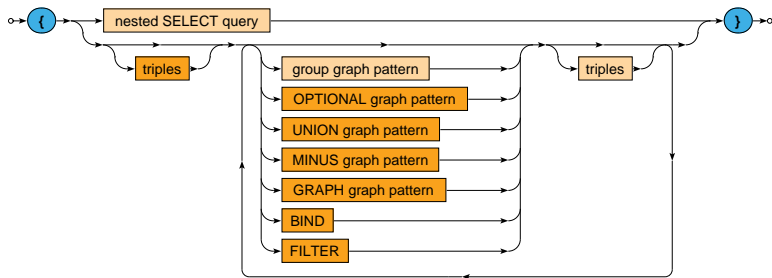 {
nested SELECT query
}
triples
group graph pattern
triples
OPTIONAL graph pattern
UNION graph pattern
MINUS graph pattern
GRAPH graph pattern
BIND
FILTER